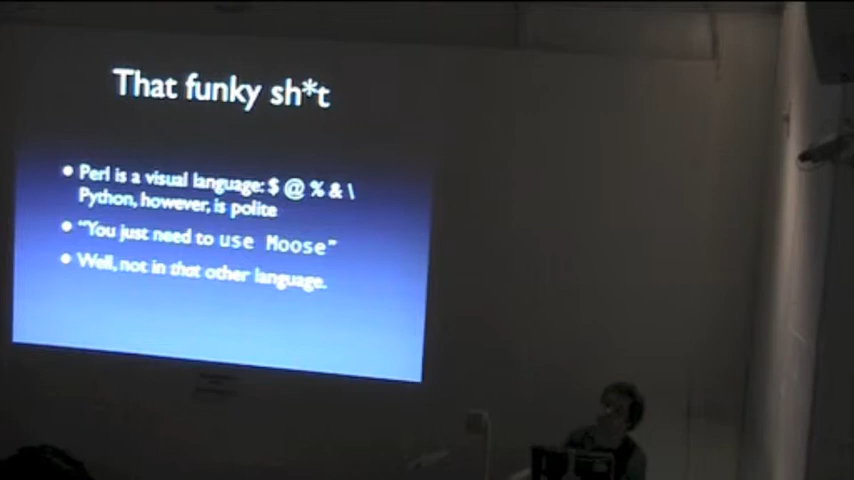 That funky sh*t
• Perl is a visual language: $ @ % & \
Python, however, is polite
• “You just need to use Moose”
• Well, not in that other language.